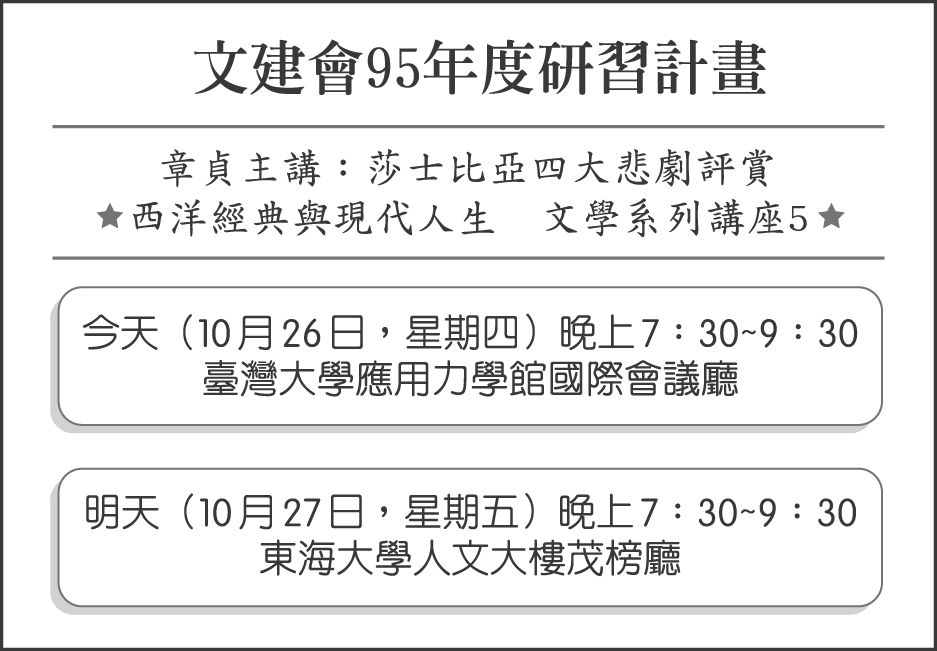 文建會95年度研習計畫
章貞主講：莎士比亞四大悲劇評賞
★西洋經典與現代人生　文學系列講座5★
今天（10月26日，星期四）晚上7：30~9：30
臺灣大學應用力學館國際會議廳
明天（10月27日，星期五）晚上7：30~9：30
東海大學人文大樓茂榜廳